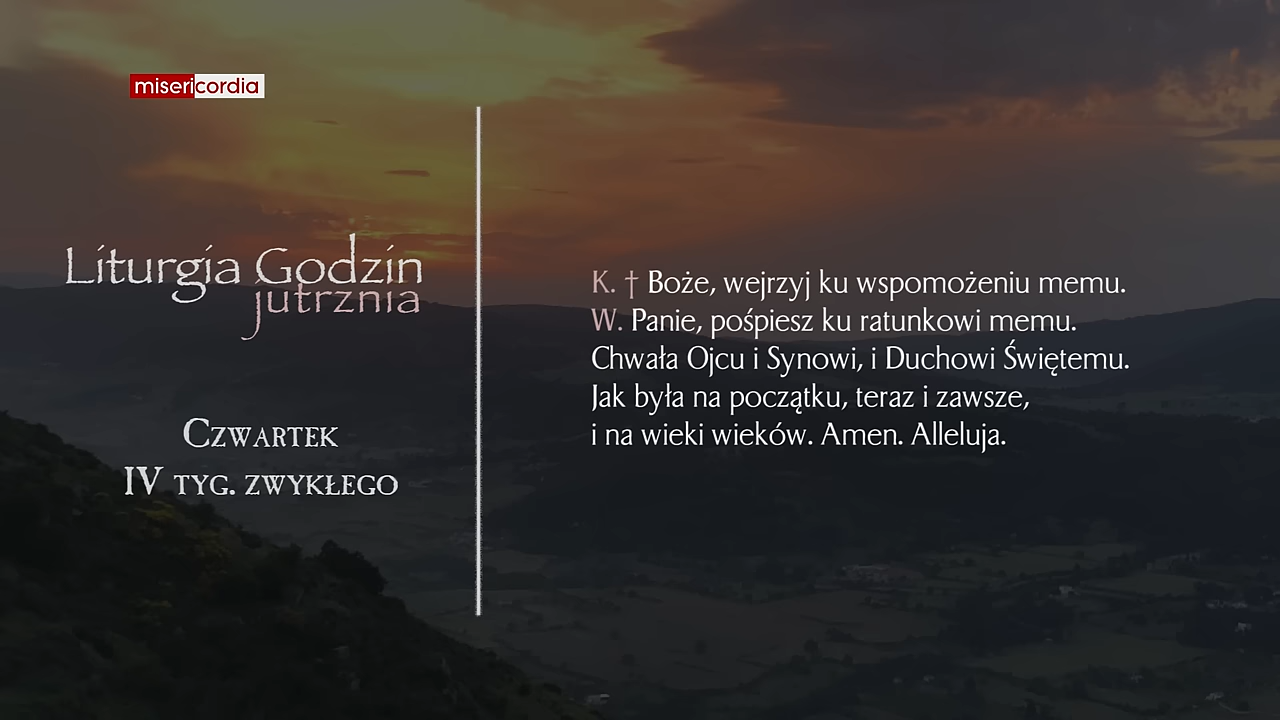 misericordia
Liturgia Godzin
jutrznia
Czwartek
IV tyg. zwykłego
K. † Boże, wejrzyj ku wspomożeniu memu.
W. Panie, pośpiesz ku ratunkowi memu.
Chwała Ojcu i Synowi, i Duchowi Świętemu.
Jak była na początku, teraz i zawsze,
i na wieki wieków. Amen. Alleluja.